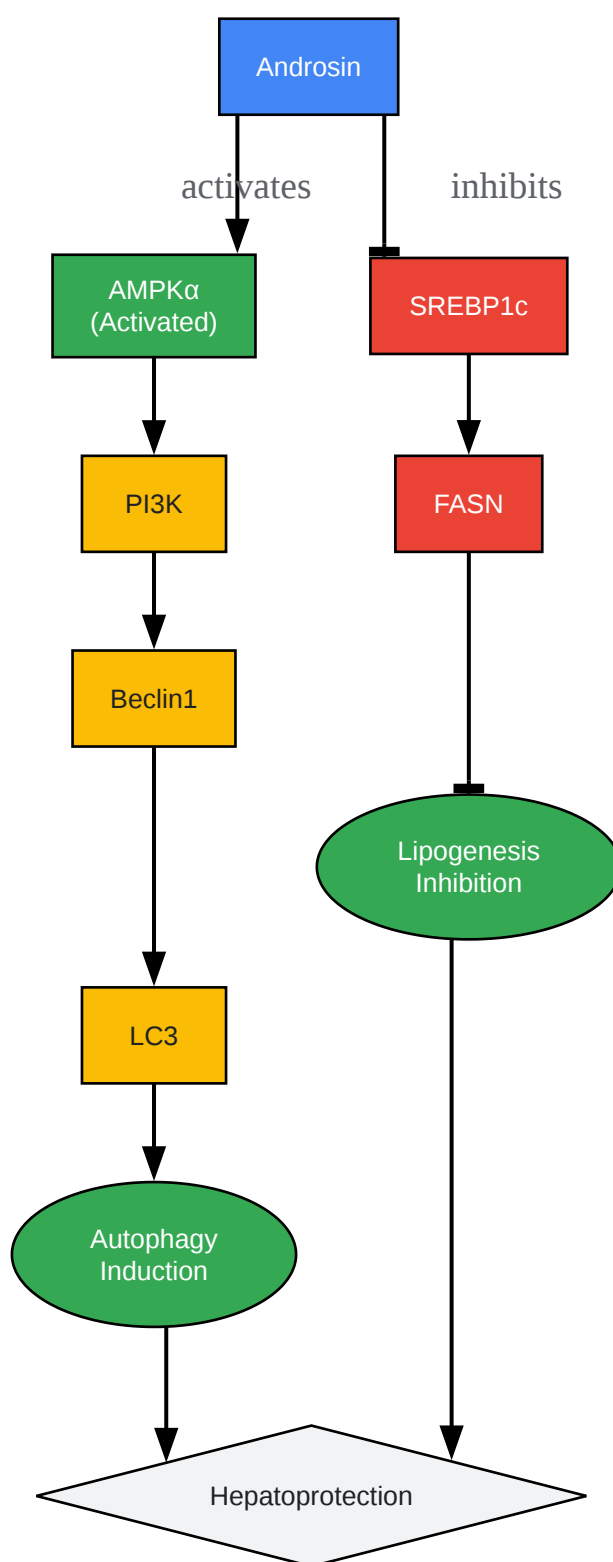 Androsin
activates
inhibits
AMPKα
(Activated)
SREBP1c
PI3K
FASN
Beclin1
Lipogenesis
Inhibition
LC3
Autophagy
Induction
Hepatoprotection